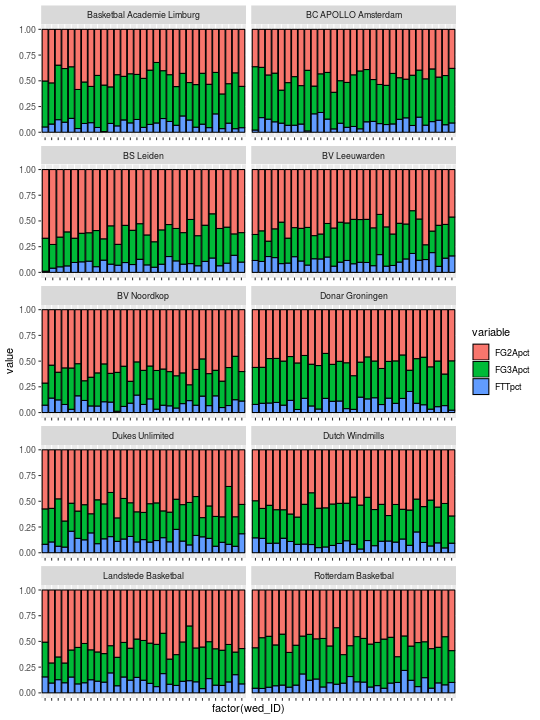 Basketbal Academie Limburg
BC APOLLO Amsterdam
1.00
0.75
0.50
0.25
0.00
BS Leiden
BV Leeuwarden
1.00
0.75
0.50
0.25
0.00
BV Noordkop
Donar Groningen
1.00
0.75
0.50
0.25
0.00
Dukes Unlimited
Dutch Windmills
1.00
0.75
0.50
0.25
0.00
Landstede Basketbal
Rotterdam Basketbal
1.00
0.75
0.50
0.25
0.00
value
factor(wed_ID)
variable
FG2Apct
FG3Apct
FTTpct